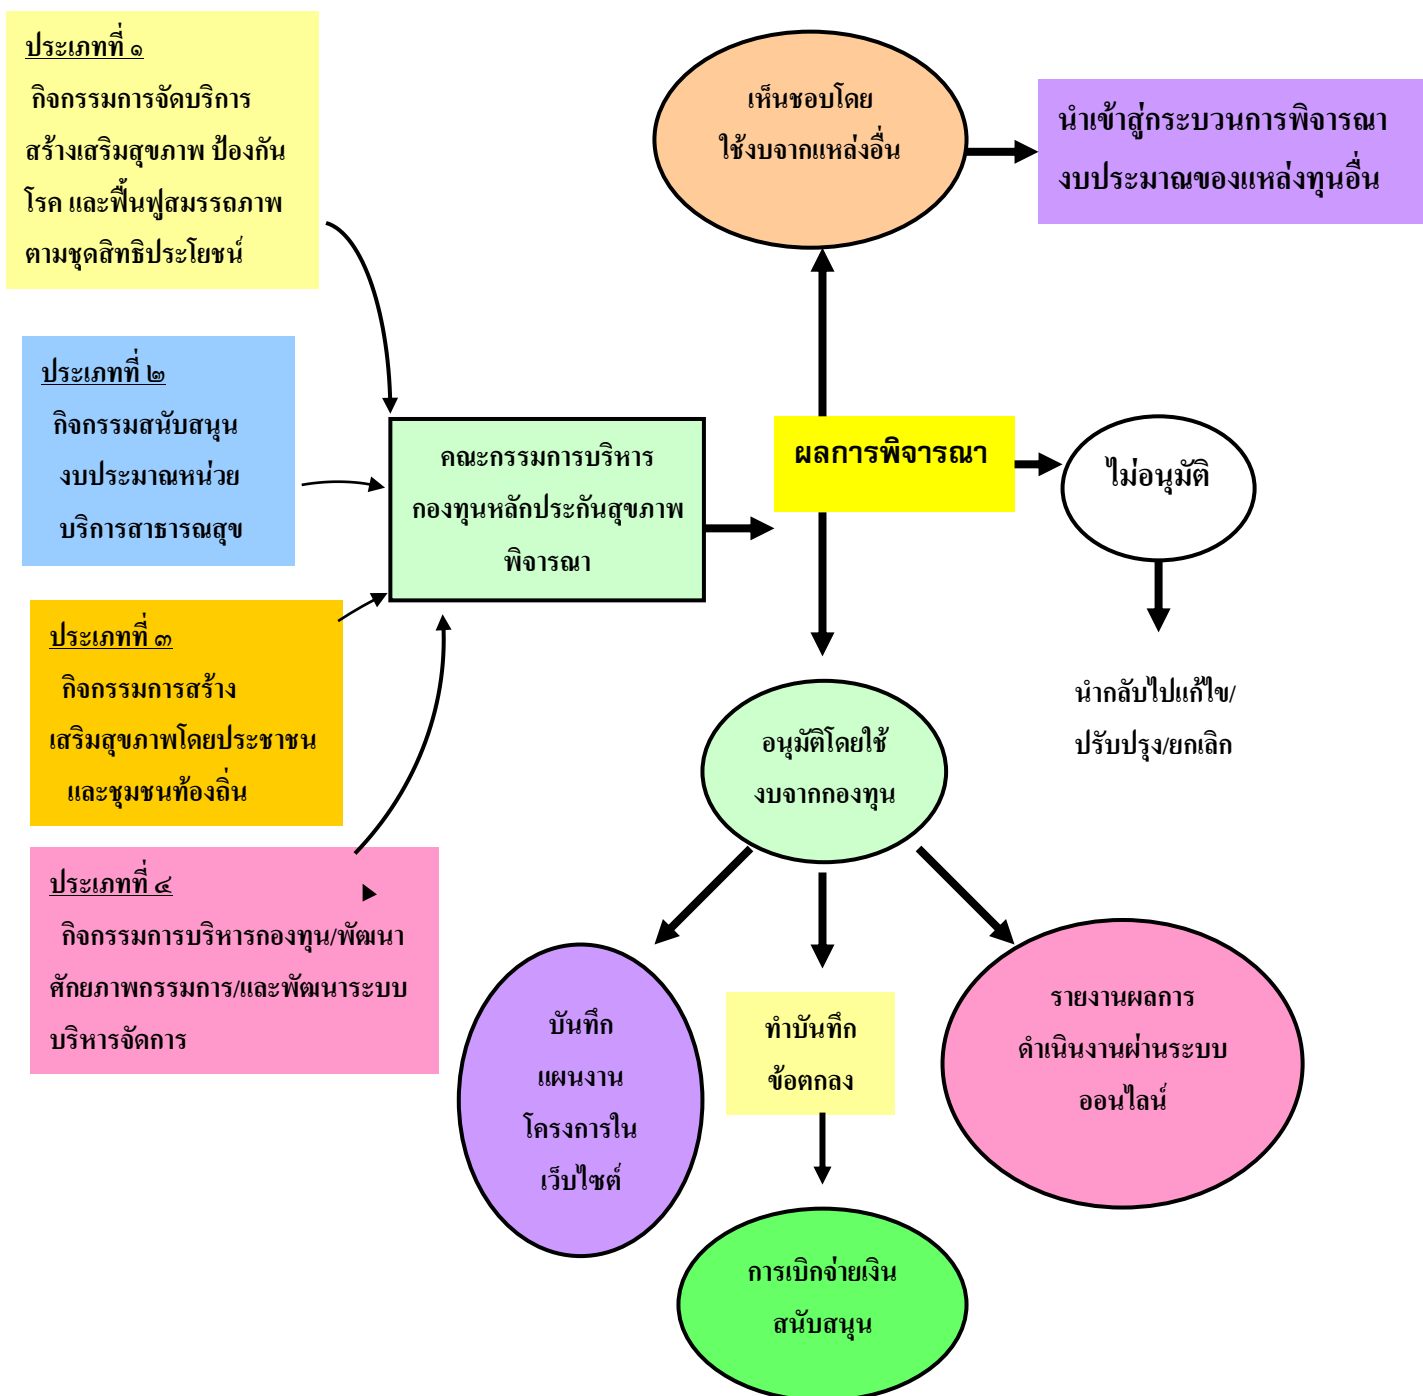 ประเภทที่ ๑
กิจกรรมการจัดบริการ
สร้างเสริมสุขภาพ ป้องกัน
โรค และฟื้นฟูสมรรถภาพ
ตามชุดสิทธิประโยชน์
ประเภทที่ ๒
กิจกรรมสนับสนุน
งบประมาณหน่วย
บริการสาธารณสุข
ประเภทที่ ๓
กิจกรรมการสร้าง
เสริมสุขภาพโดยประชาชน
และชุมชนท้องถิ่น
ประเภทที่ ๔
กิจกรรมการบริหารกองทุน/พัฒนา
ศักยภาพกรรมการ/และพัฒนาระบบ
บริหารจัดการ
คณะกรรมการบริหาร
กองทุนหลักประกันสุขภาพ
พิจารณา
ผลการพิจารณา
เห็นชอบโดย
ใช้งบจากแหล่งอื่น
นำเข้าสู่กระบวนการพิจารณา
งบประมาณของแหล่งทุนอื่น
ไม่อนุมัติ
นำกลับไปแก้ไข/
ปรับปรุง/ยกเลิก
อนุมัติโดยใช้
งบจากกองทุน
บันทึก
แผนงาน
โครงการใน
เว็บไซต์
ทำบันทึก
ข้อตกลง
การเบิกจ่ายเงิน
สนับสนุน
รายงานผลการ
ดำเนินงานผ่านระบบ
ออนไลน์